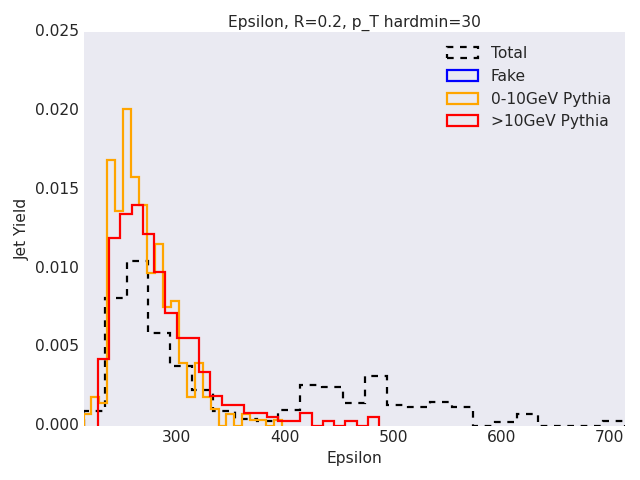 Epsilon, R=0.2, p_T hardmin=30
0.025
0.020
0.015
0.010
0.005
0.000
Jet Yield
Total
Fake
0-10GeV Pythia
>10GeV Pythia
300 400 500 600 700
Epsilon